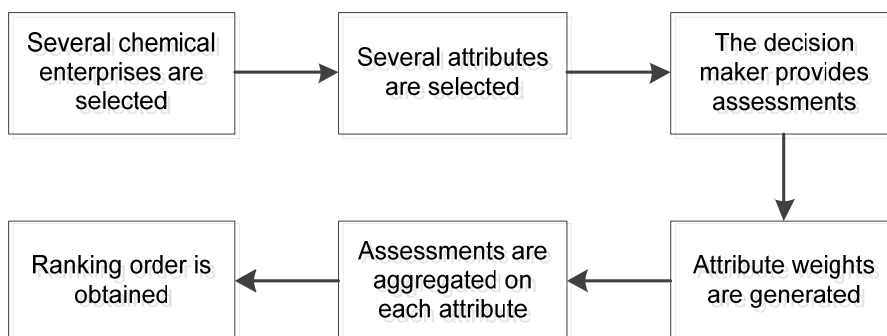 Several chemical
enterprises are
selected
Several attributes
are selected
The decision
maker provides
assessments
Attribute weights
are generated
Assessments are
aggregated on
each attribute
Ranking order is
obtained